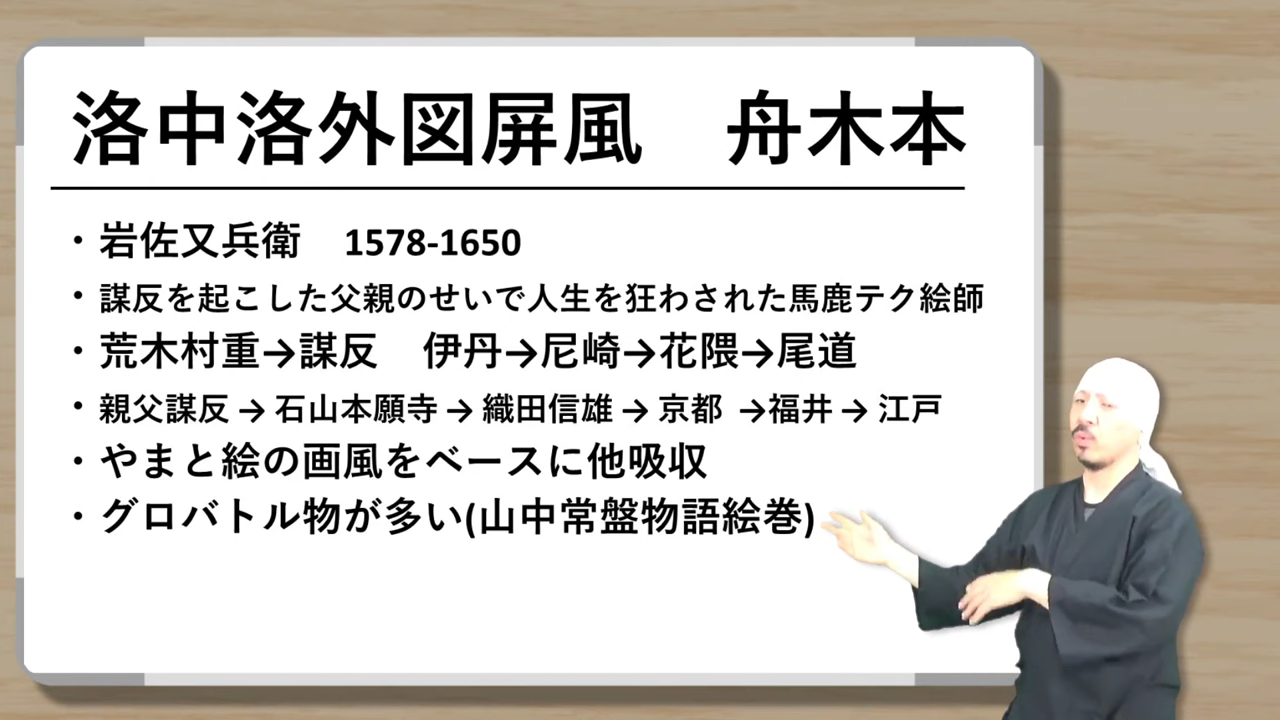 洛中洛外図屏風　舟木本
・岩佐又兵衛　1578-1650
・謀反を起こした父親のせいで人生を狂わされた馬鹿テク絵師
・荒木村重→謀反　伊丹→尼崎→花隈→尾道
・親父謀反 → 石山本願寺 → 織田信雄 → 京都 →福井 → 江戸
・やまと絵の画風をベースに他吸収
・グロバトル物が多い(山中常盤物語絵巻)